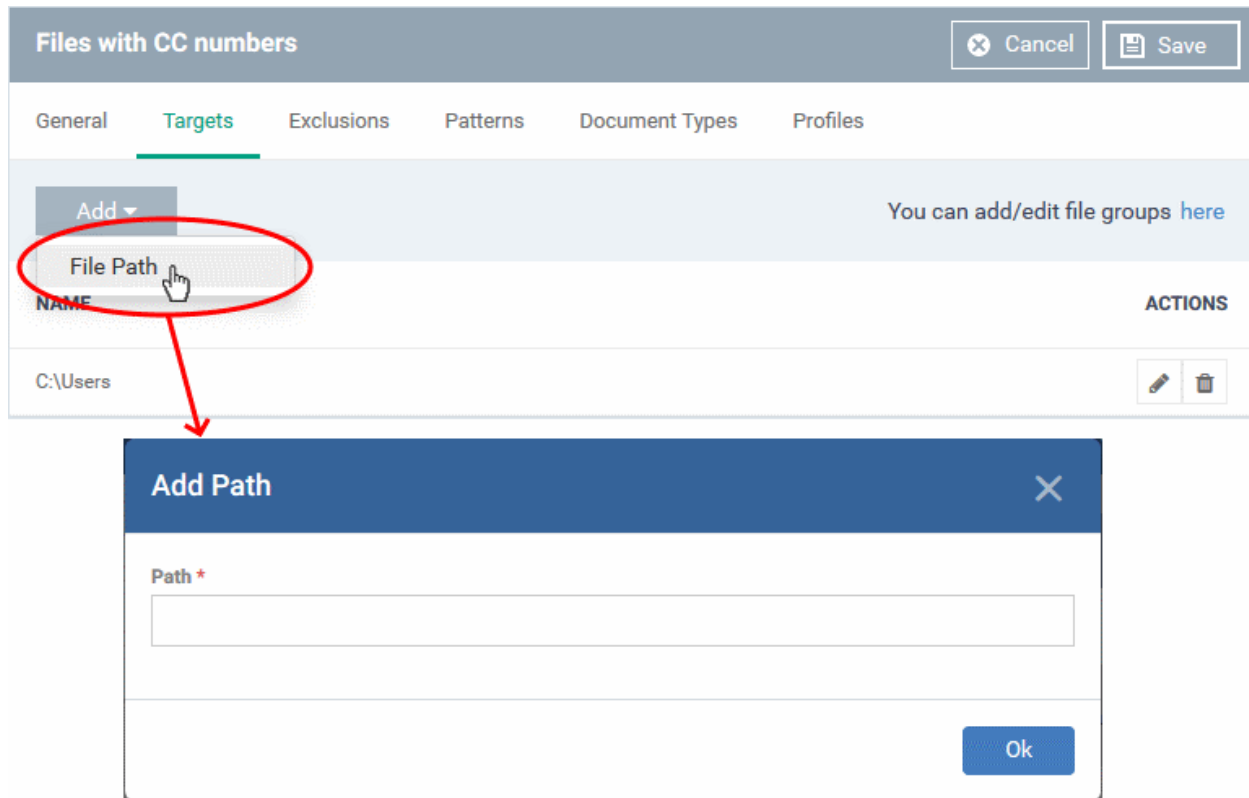 Files with CC numbers
Cancel
Save
General Targets Exclusions Patterns Document Types Profiles
Add
You can add/edit file groups here
File Path
NAME
ACTIONS
C:\Users
Add Path
Path *
Ok